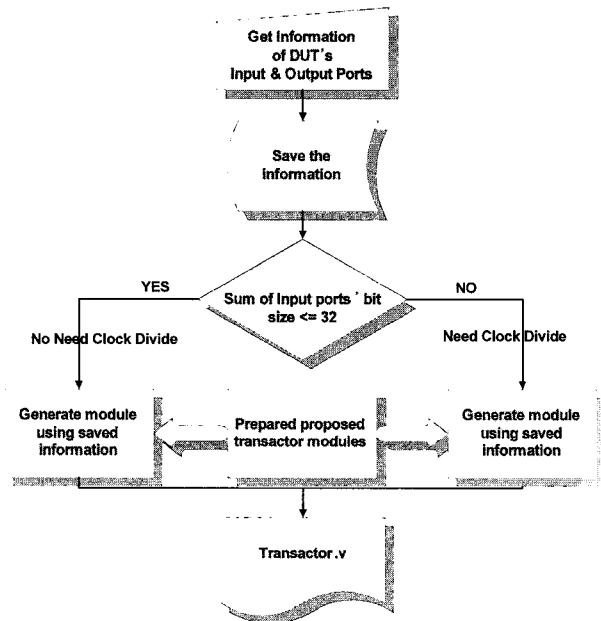 Get Information
of DUT's
Input & Output Ports
Save the
information
YES
NO
Sum of Input ports ' bit
size <= 32
No Need Clock Divide
Need Clock Divide
Generate module
using saved
information
Prepared proposed
transactor modules
Generate module
using saved
information
Transactor.v